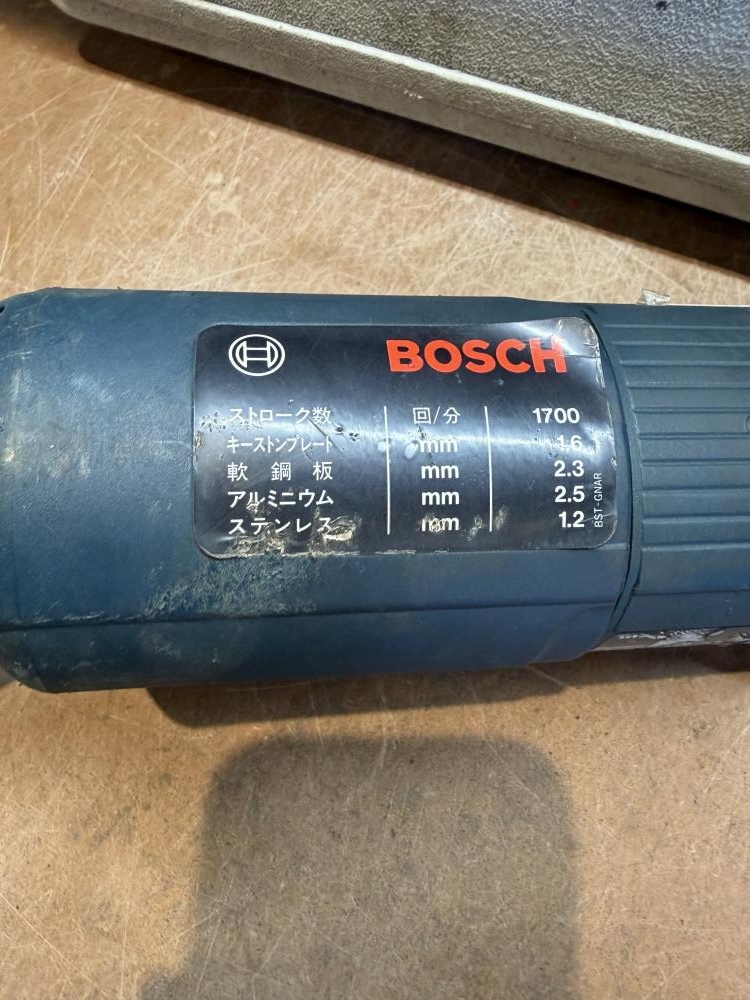 BOSCH
ストローク数 回/分 1700
キーストンプレート mm 1.6
軟鋼板 mm 2.3
アルミニウム mm 2.5
ステンレス mm 1.2
BST-GNAR